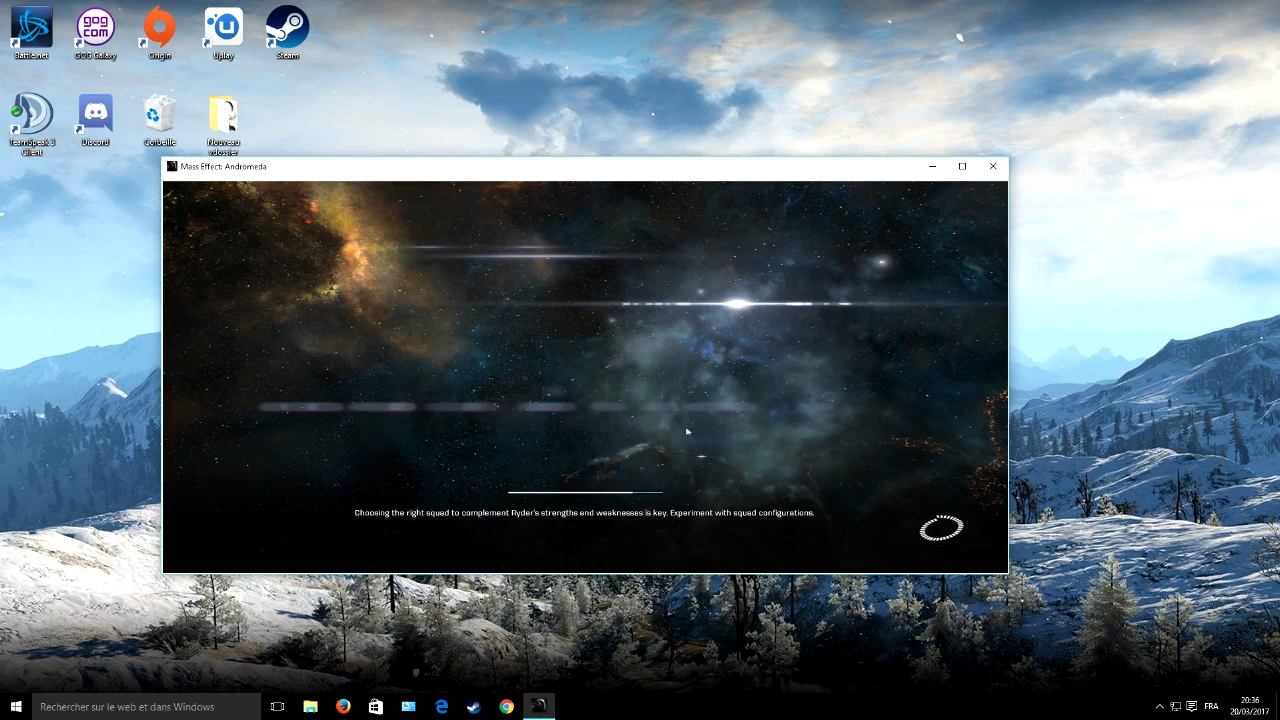 Battle.net
GOG Galaxy
Origin
Uplay
Steam
TeamSpeak 3
Client
Discord
Corbeille
Nouveau
dossier
GOG
COM
Mass Effect: Andromeda
Choosing the right squad to complement Ryder's strengths and weaknesses is key. Experiment with squad configurations.
Rechercher sur le web et dans Windows
FRA
20:36
20/03/2017